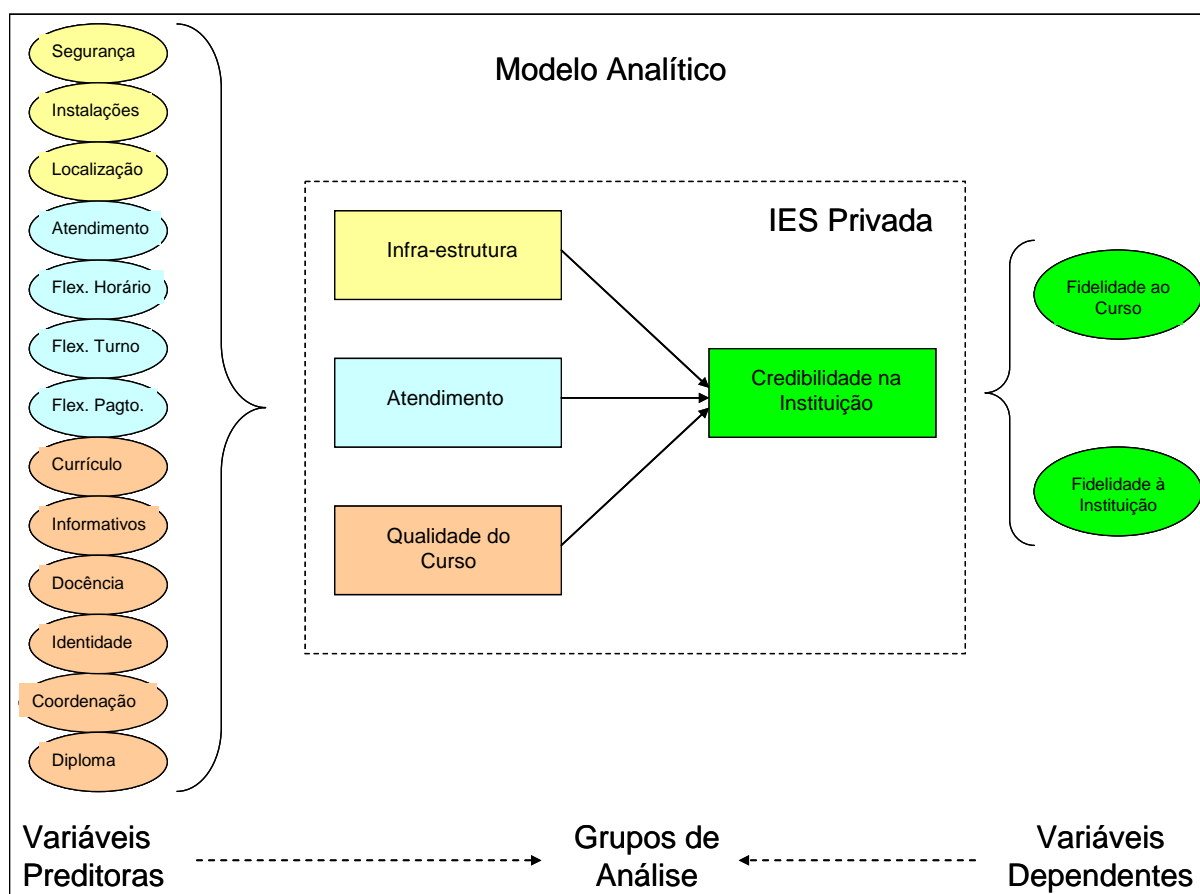 Modelo Analítico
Segurança
Instalações
Localização
Atendimento
Flex. Horário
Flex. Turno
Flex. Pagto.
Currículo
Informativos
Docência
Identidade
Coordenação
Diploma
IES Privada
Infra-estrutura
Atendimento
Qualidade do
Curso
Credibilidade na
Instituição
Fidelidade ao
Curso
Fidelidade à
Instituição
Variáveis
Preditoras
Grupos de
Análise
Variáveis
Dependentes